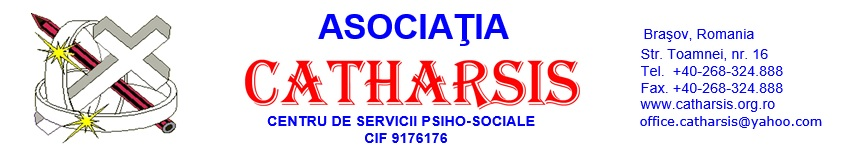 ASOCIAŢIA
CATHARSIS
CENTRU DE SERVICII PSIHO-SOCIALE
CIF 9176176
Braşov, Romania
Str. Toamnei, nr. 16
Tel. +40-268-324.888
Fax. +40-268-324.888
www.catharsis.org.ro
office.catharsis@yahoo.com